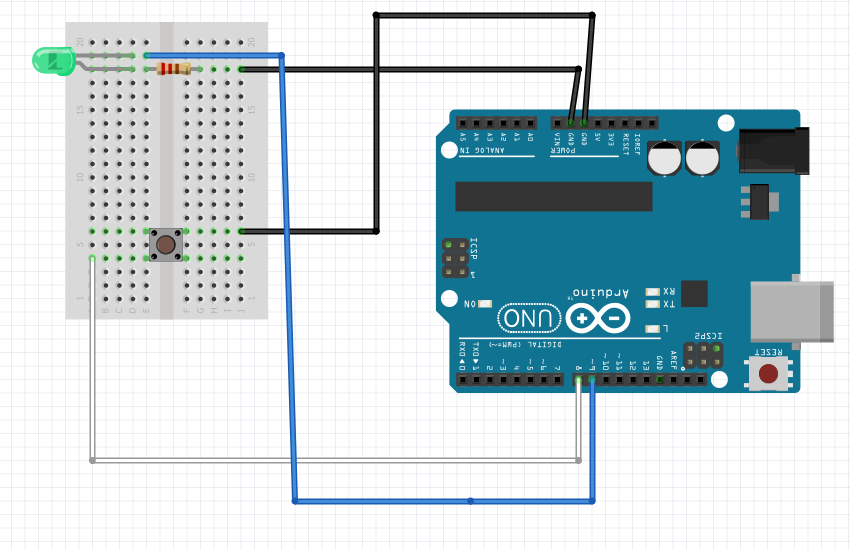 20 20
15 15
10 10
5 5
1 1
A B C D E F G H I J
A5 A4 A3 A2 A1 A0 VIN GND GND 5V 3V3 RESET IOREF
ANALOG IN POWER
ICSP
ON
UNO
Arduino
TM
RX
TX
L
ICSP2
RESET
DIGITAL (PWM=~)
RX0◀0 TX0▶1 2 ~3 4 ~5 ~6 7 8 ~9 ~10 ~11 12 13 GND AREF